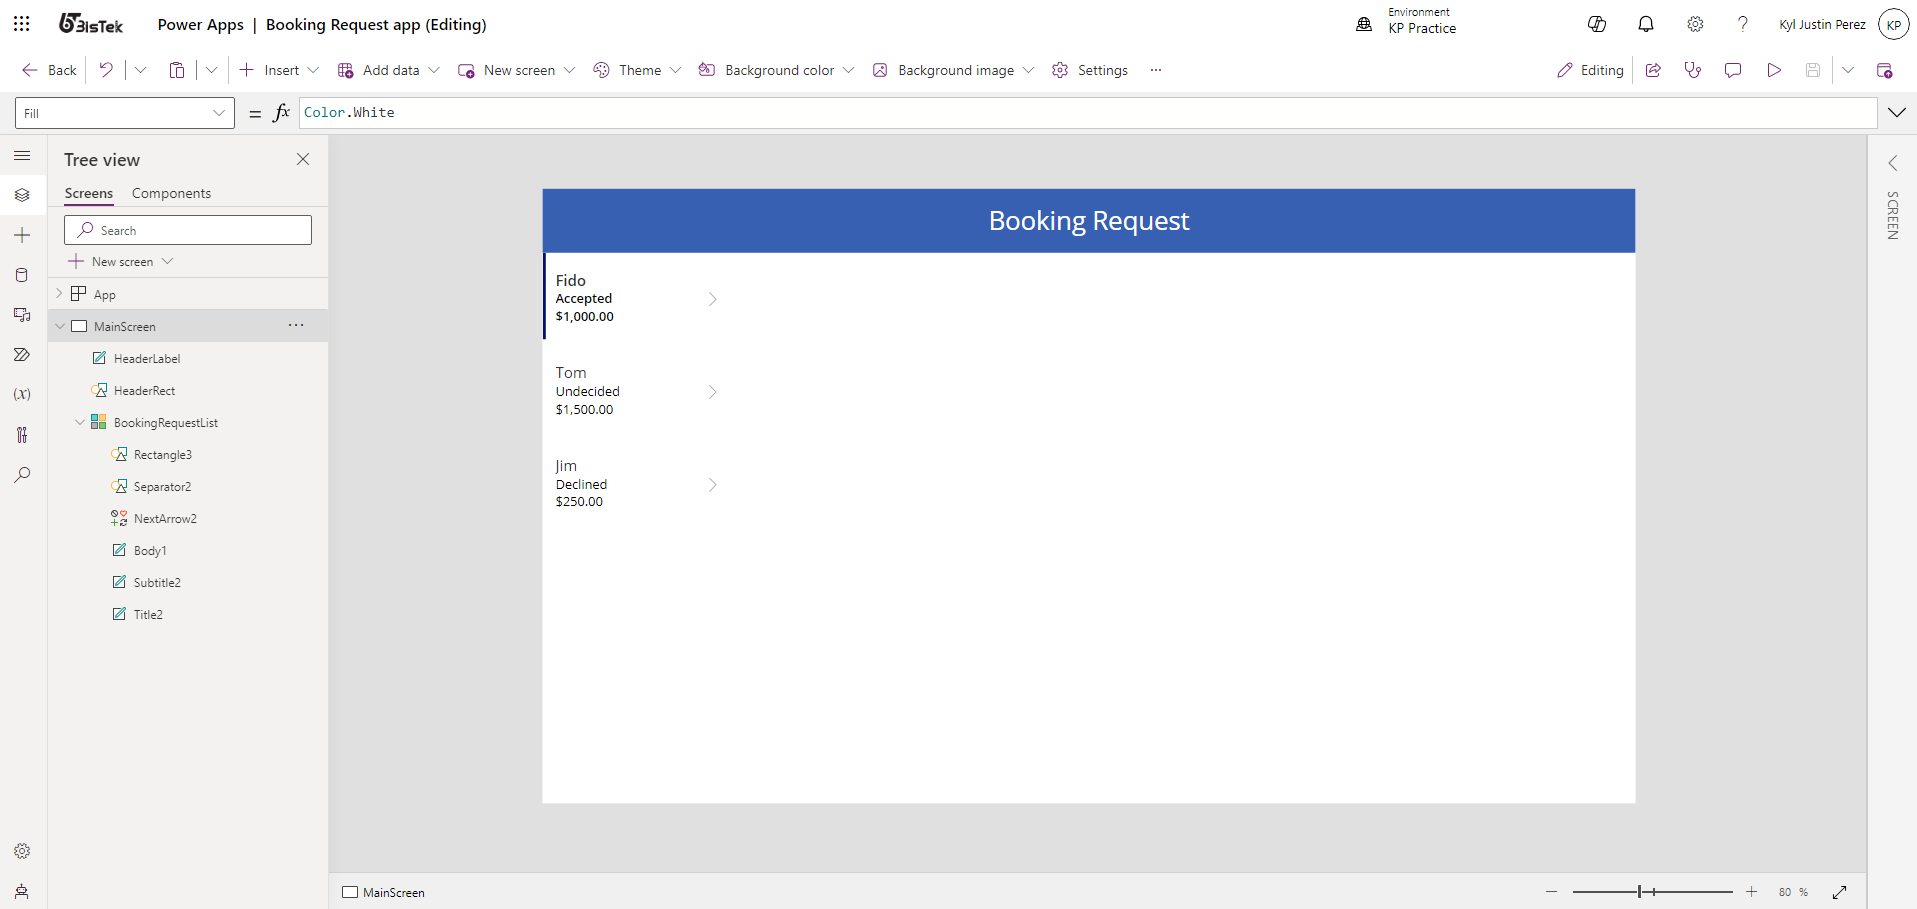 BisTek
Power Apps | Booking Request app (Editing)
Environment
KP Practice
Kyl Justin Perez
KP
Back
Insert
Add data
New screen
Theme
Background color
Background image
Settings
Editing
Fill
= fx
Color.White
Tree view
Screens
Components
Search
New screen
App
MainScreen
HeaderLabel
HeaderRect
BookingRequestList
Rectangle3
Separator2
NextArrow2
Body1
Subtitle2
Title2
(x)
Booking Request
Fido
Accepted
$1,000.00
Tom
Undecided
$1,500.00
Jim
Declined
$250.00
SCREEN
MainScreen
80 %